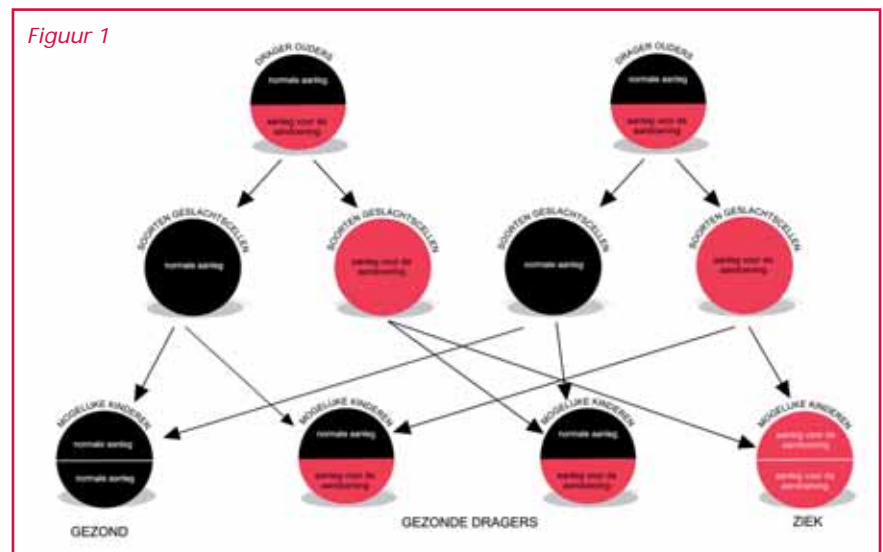 Figuur 1
DRAGER OUDERS
normale aanleg
aanleg voor de
aandoening
DRAGER OUDERS
normale aanleg
aanleg voor de
aandoening
SOORTEN GESLACHTSCELLEN
normale aanleg
SOORTEN GESLACHTSCELLEN
aanleg voor de
aandoening
SOORTEN GESLACHTSCELLEN
normale aanleg
SOORTEN GESLACHTSCELLEN
aanleg voor de
aandoening
MOGELIJKE KINDEREN
normale aanleg
normale aanleg
MOGELIJKE KINDEREN
normale aanleg
aanleg voor de
aandoening
MOGELIJKE KINDEREN
normale aanleg
aanleg voor de
aandoening
MOGELIJKE KINDEREN
aanleg voor de
aandoening
aanleg voor de
aandoening
GEZOND
GEZONDE DRAGERS
ZIEK